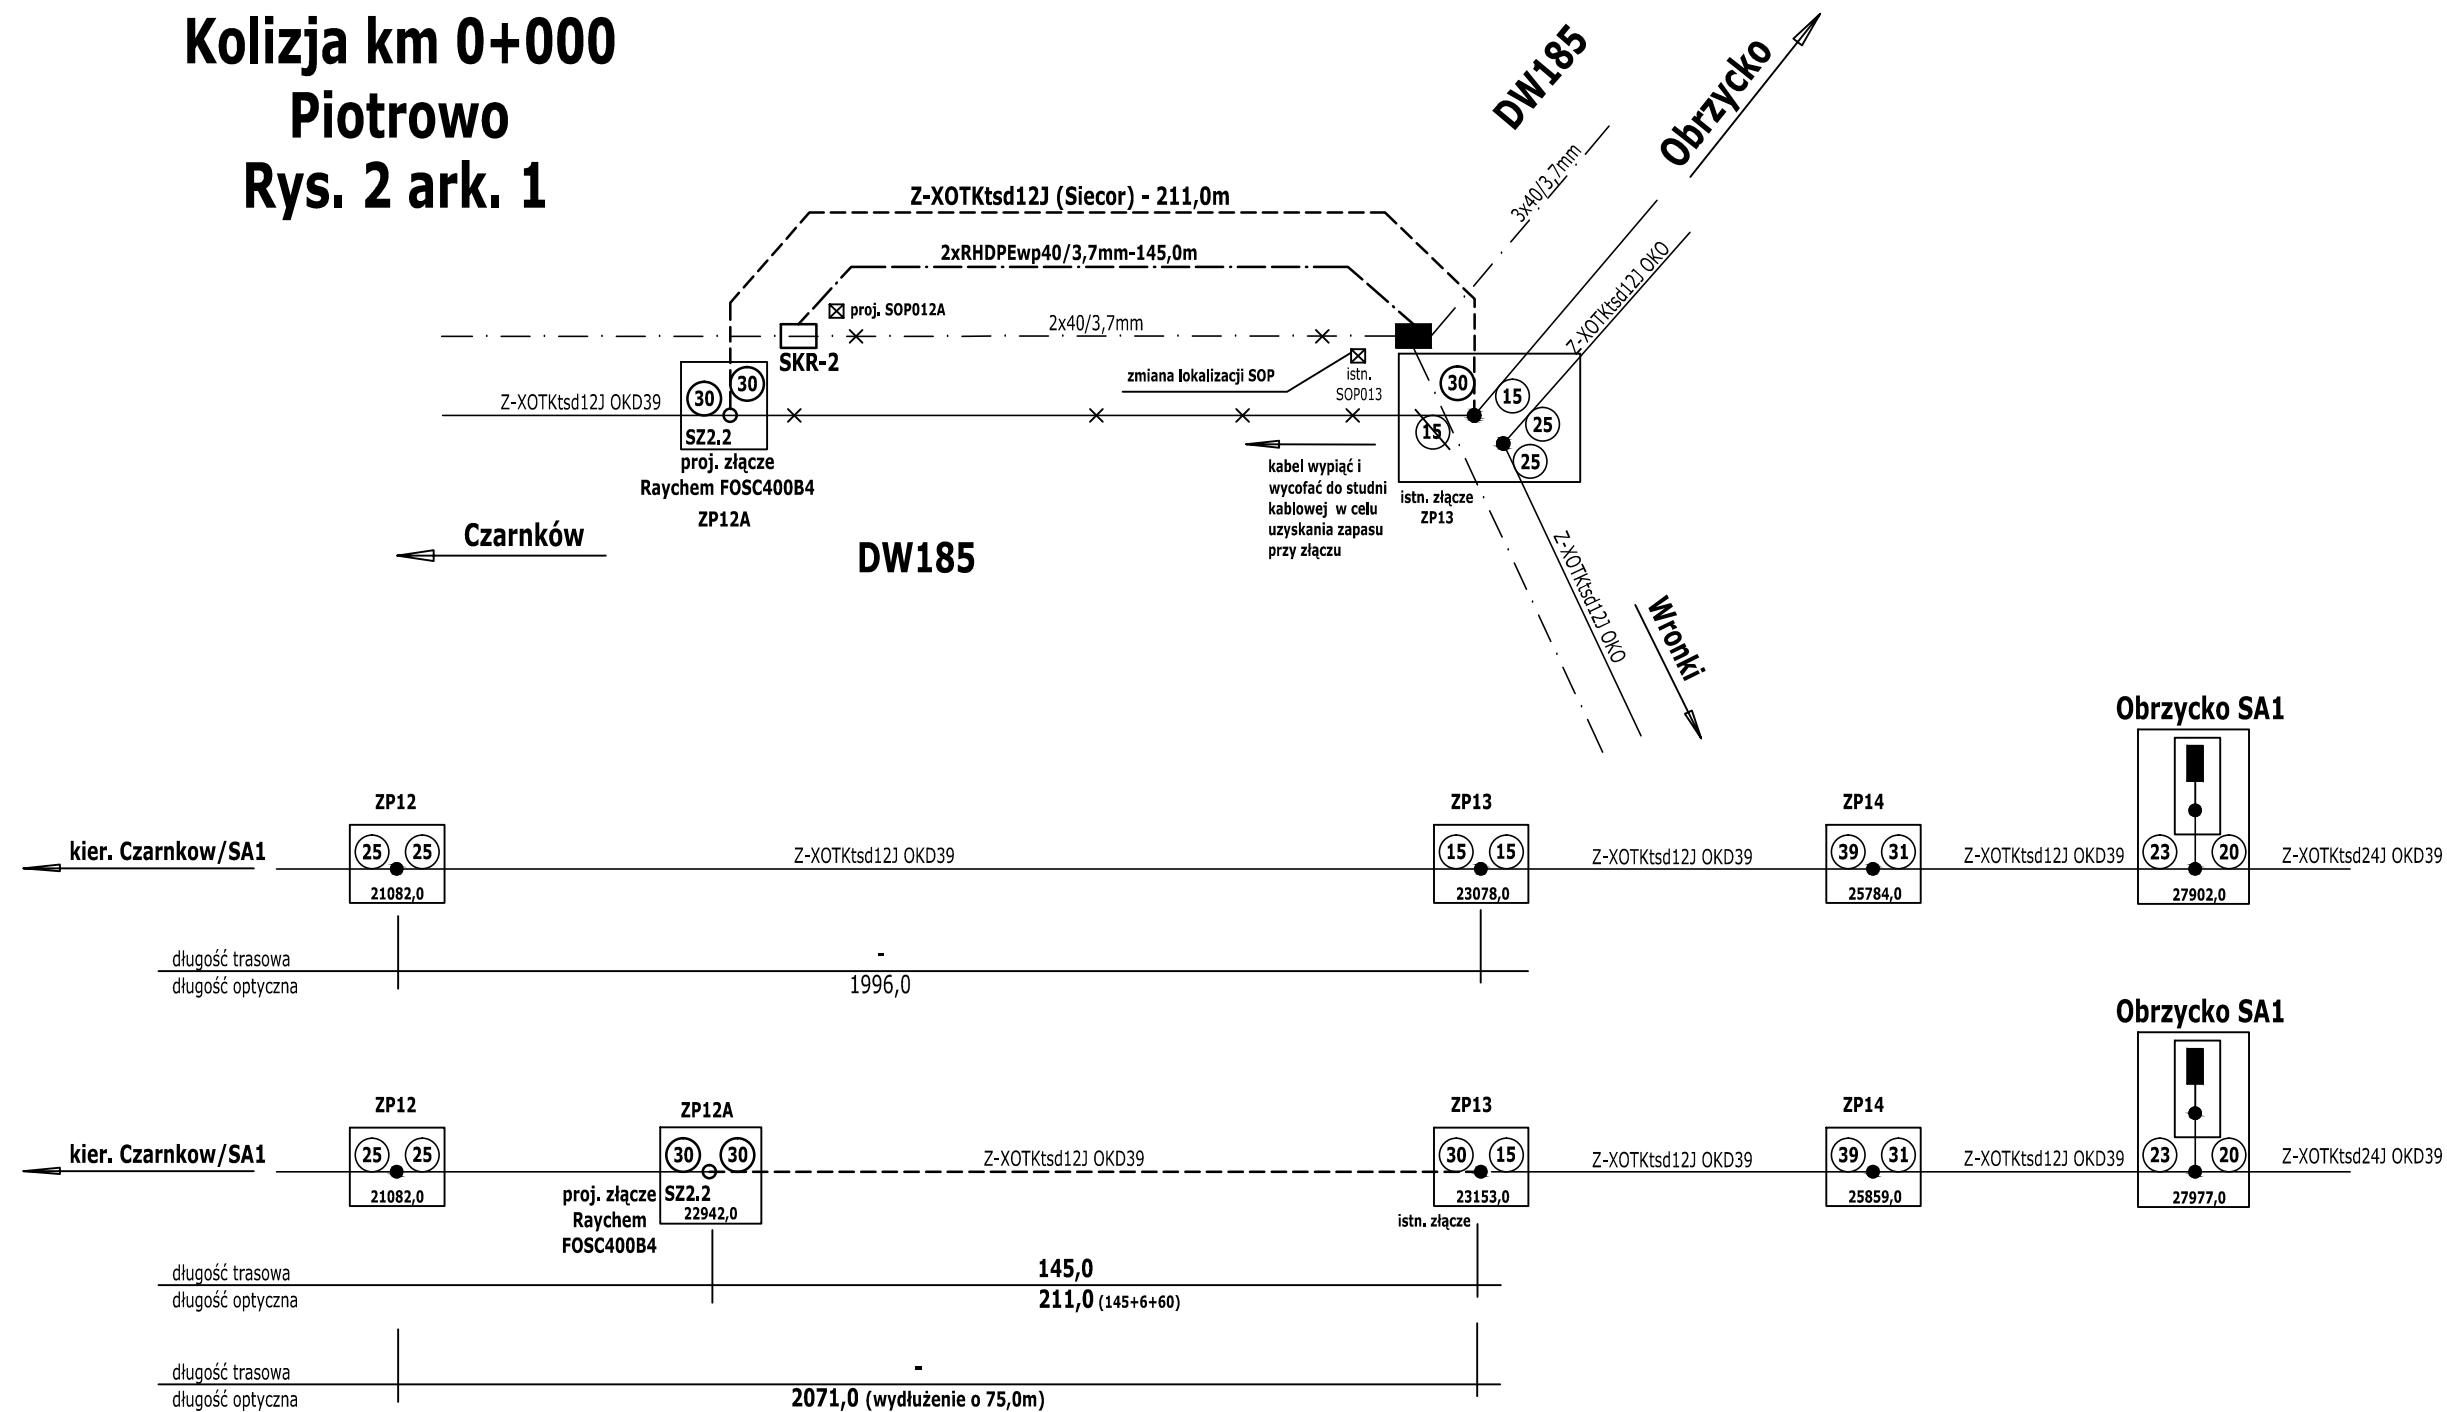 Kolizja km 0+000
Piotrowo
Rys. 2 ark. 1
DW185
Obrzycko
3x40/3,7mm
Z-XOTKtsd12J (Siecor) - 211,0m
2xRHDPEwp40/3,7mm-145,0m
Z-XOTKtsd12J OKO
proj. SOP012A
2x40/3,7mm
SKR-2
zmiana lokalizacji SOP
istn.
SOP013
Z-XOTKtsd12J OKD39
30
30
SZ2.2
proj. złącze
Raychem FOSC400B4
ZP12A
30
15
15
25
25
istn. złącze
ZP13
kabel wypiąć i
wycofać do studni
kablowej w celu
uzyskania zapasu
przy złączu
Czarnków
DW185
Z-XOTKtsd12J OKO
Wronki
Obrzycko SA1
ZP12
ZP13
ZP14
kier. Czarnkow/SA1
25 25
Z-XOTKtsd12J OKD39
15 15
Z-XOTKtsd12J OKD39
39 31
Z-XOTKtsd12J OKD39
23 20
Z-XOTKtsd24J OKD39
21082,0
23078,0
25784,0
27902,0
długość trasowa
-
długość optyczna
1996,0
Obrzycko SA1
ZP12
ZP12A
ZP13
ZP14
kier. Czarnkow/SA1
25 25
30 30
Z-XOTKtsd12J OKD39
30 15
Z-XOTKtsd12J OKD39
39 31
Z-XOTKtsd12J OKD39
23 20
Z-XOTKtsd24J OKD39
21082,0
proj. złącze
Raychem
FOSC400B4
SZ2.2
22942,0
23153,0
istn. złącze
25859,0
27977,0
długość trasowa
145,0
długość optyczna
211,0 (145+6+60)
długość trasowa
-
długość optyczna
2071,0 (wydłużenie o 75,0m)